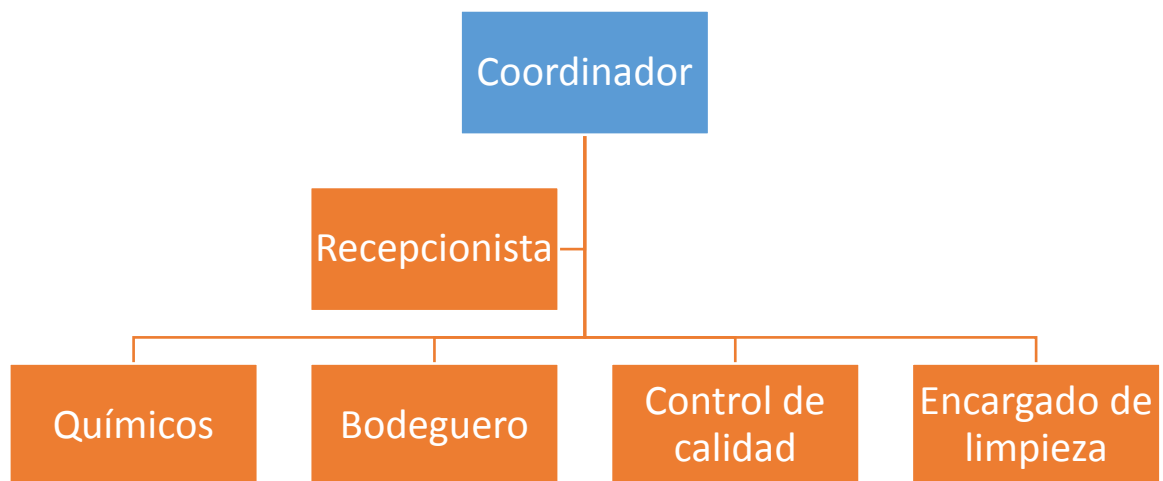 Coordinador
Recepcionista
Químicos
Bodeguero
Control de
calidad
Encargado de
limpieza